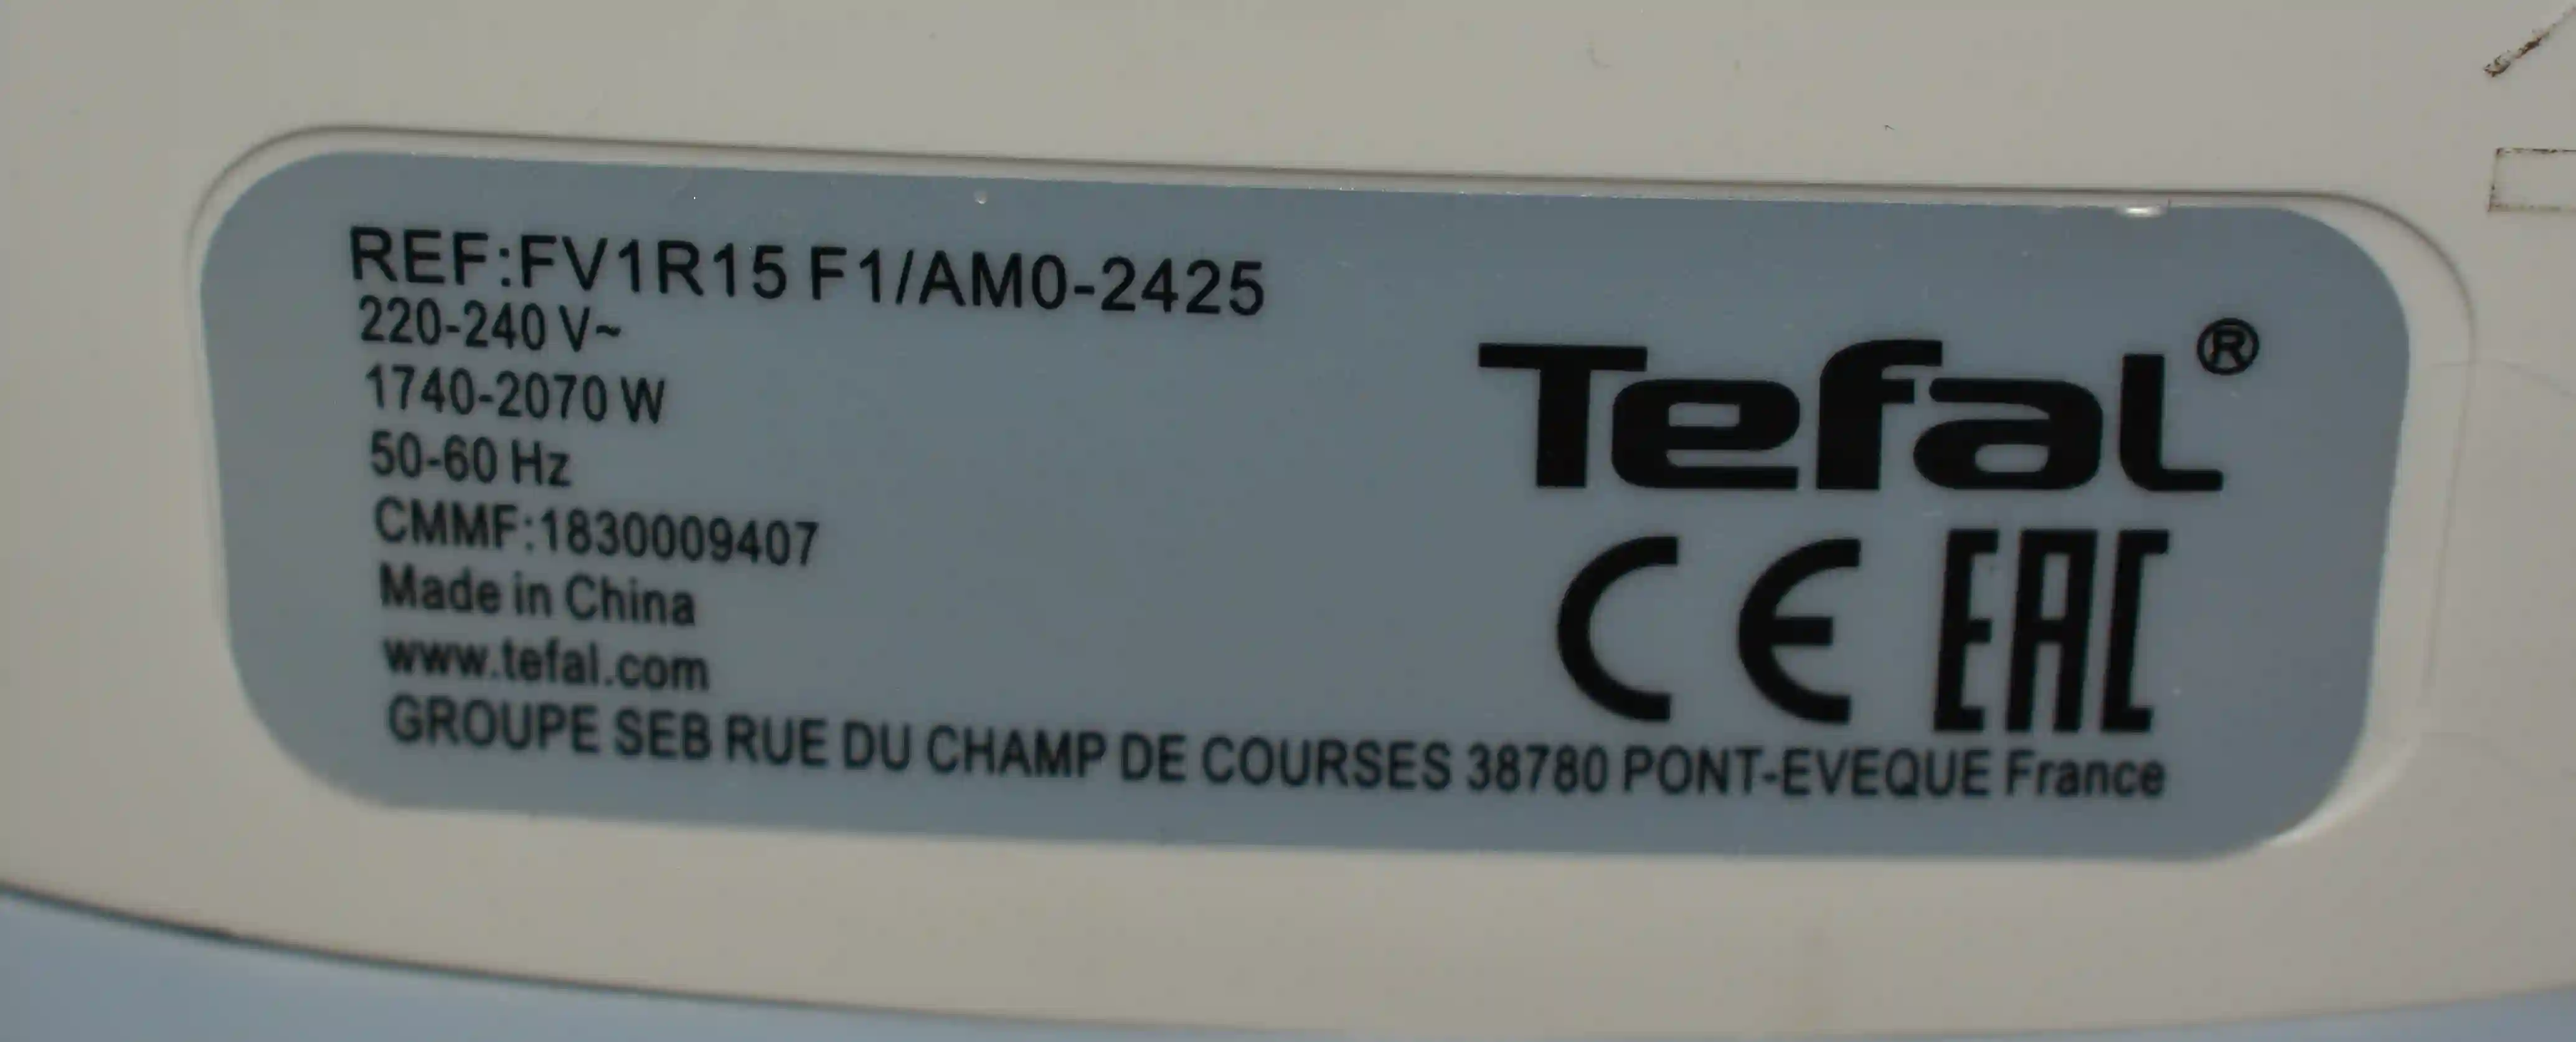 REF:FV1R15 F1/AM0-2425
220-240 V~
1740-2070 W
50-60 Hz
CMMF:1830009407
Made in China
www.tefal.com
GROUPE SEB RUE DU CHAMP DE COURSES 38780 PONT-EVEQUE France
Tefal®
CE EAC